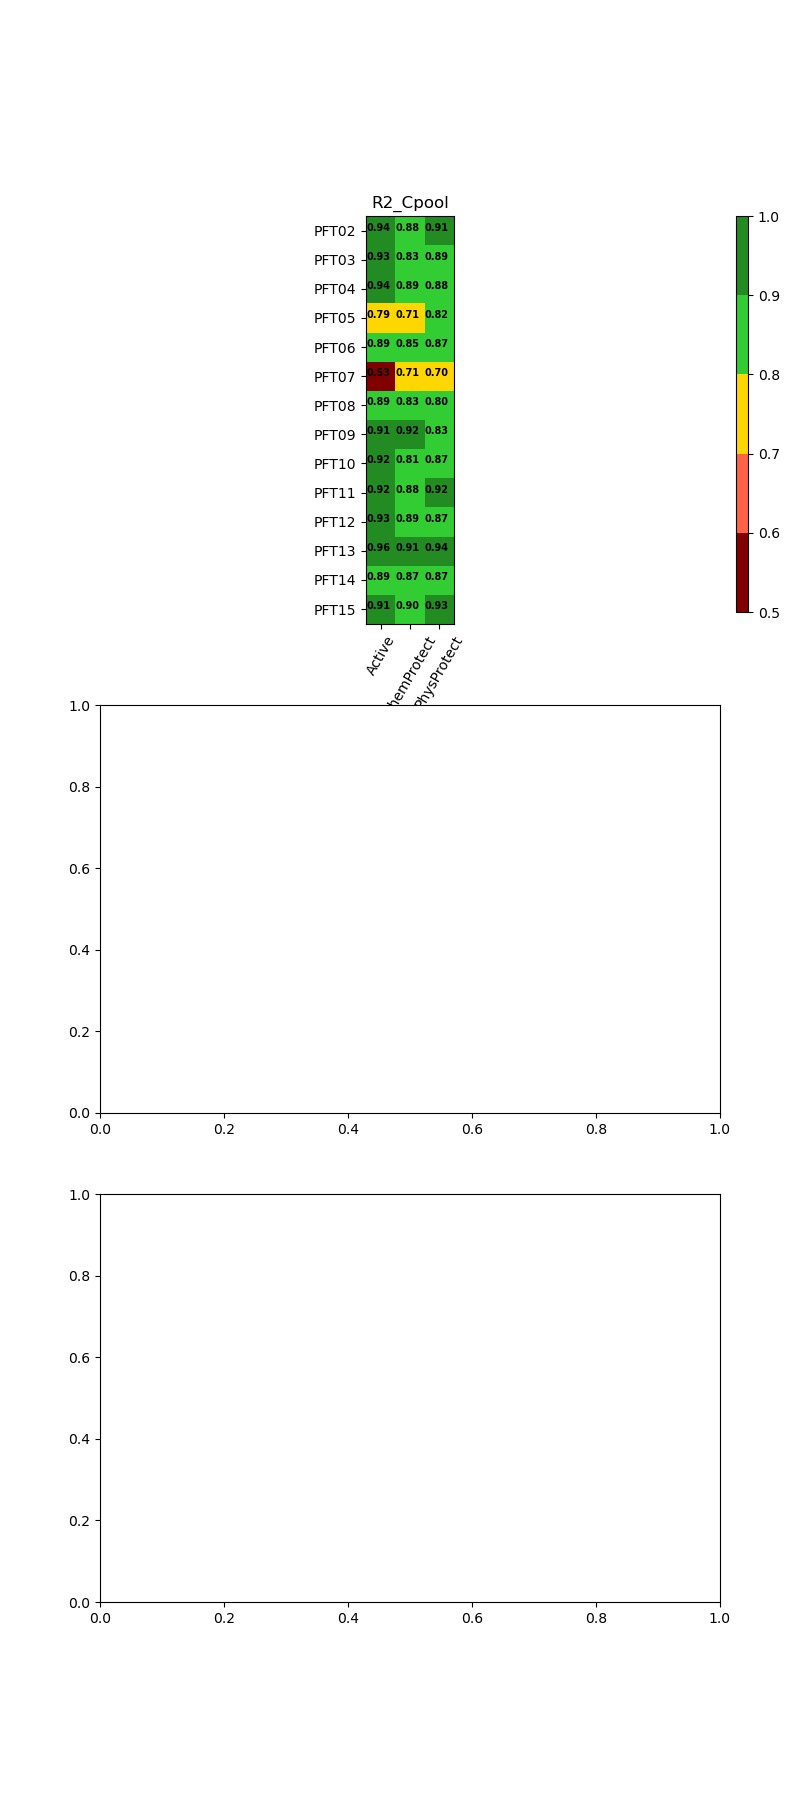 R2_Cpool
PFT02 0.94 0.88 0.91
PFT03 0.93 0.83 0.89
PFT04 0.94 0.89 0.88
PFT05 0.79 0.71 0.82
PFT06 0.89 0.85 0.87
PFT07 0.53 0.71 0.70
PFT08 0.89 0.83 0.80
PFT09 0.91 0.92 0.83
PFT10 0.92 0.81 0.87
PFT11 0.92 0.88 0.92
PFT12 0.93 0.89 0.87
PFT13 0.96 0.91 0.94
PFT14 0.89 0.87 0.87
PFT15 0.91 0.90 0.93
Active
hemProtect
PhysProtect
1.0
0.9
0.8
0.7
0.6
0.5
1.0
0.8
0.6
0.4
0.2
0.0
0.0 0.2 0.4 0.6 0.8 1.0
1.0
0.8
0.6
0.4
0.2
0.0
0.0 0.2 0.4 0.6 0.8 1.0